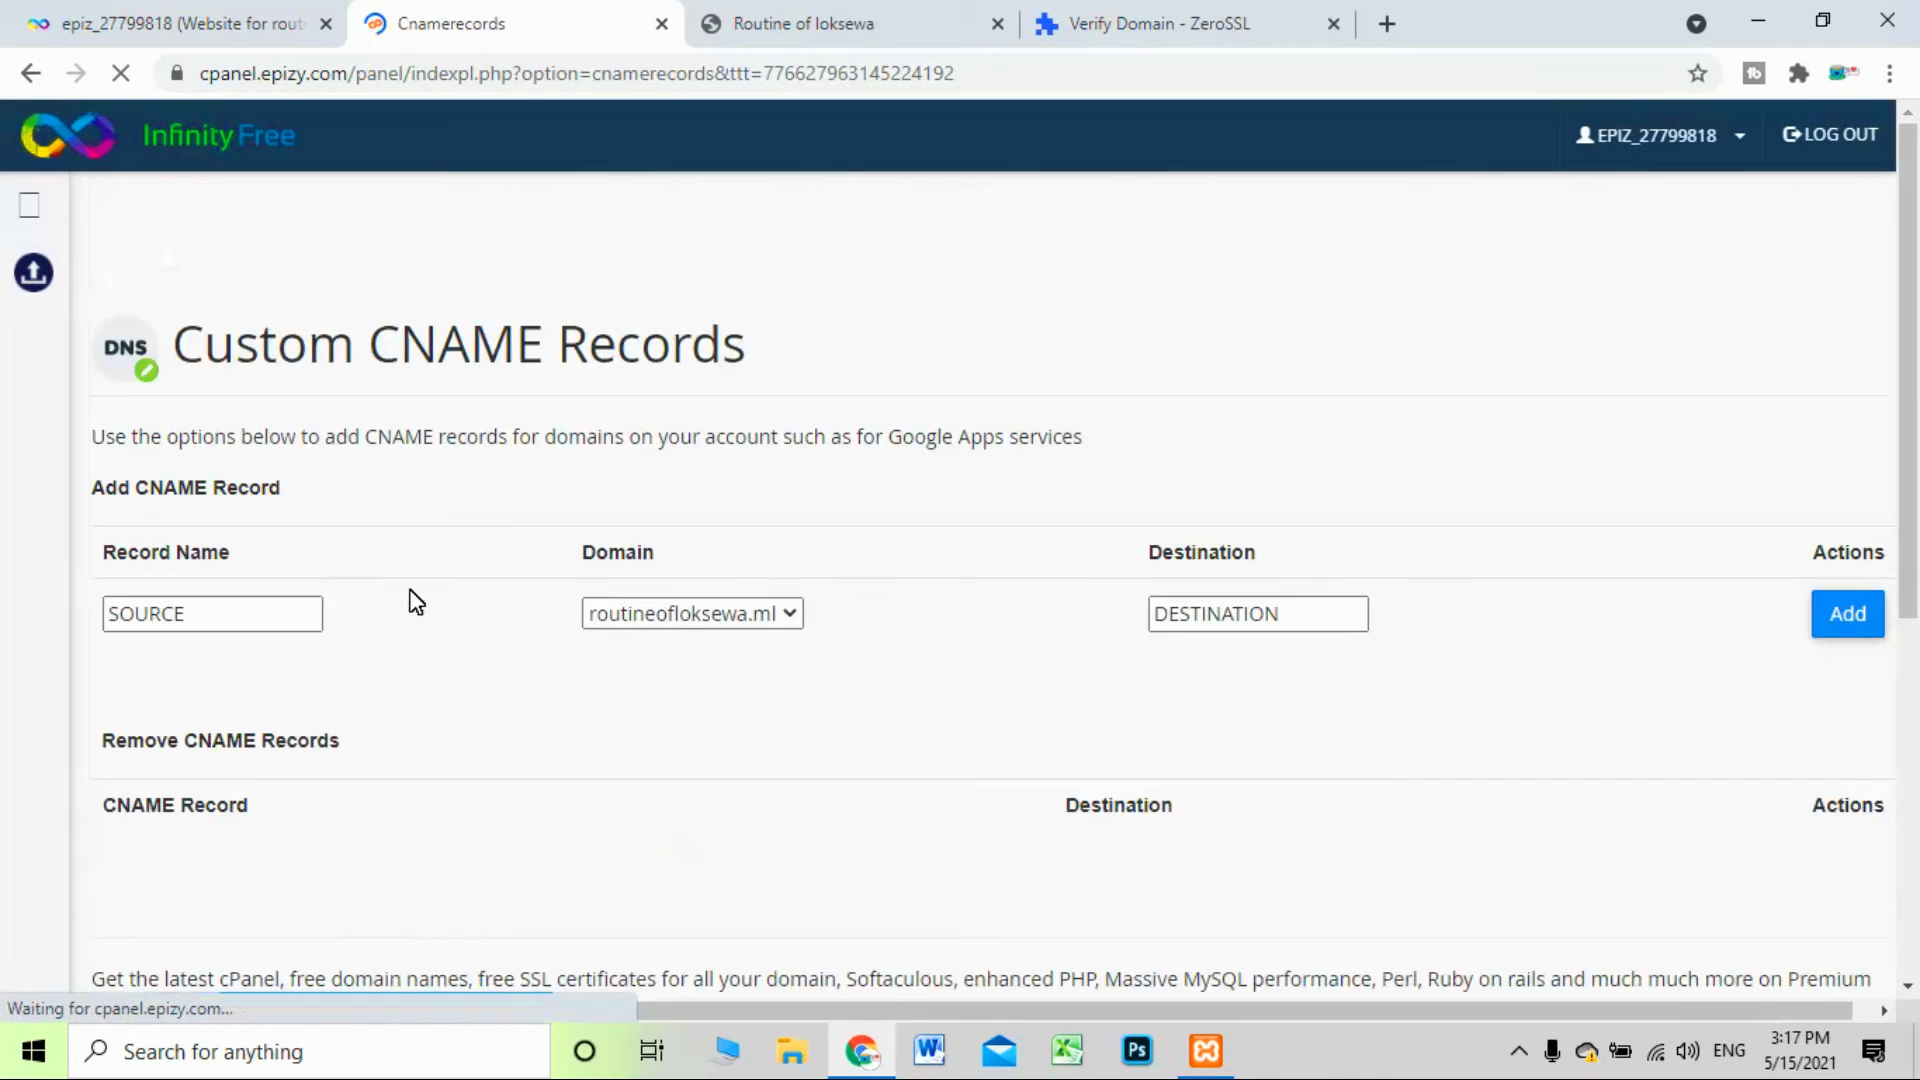 epiz_27799818 (Website for rout
Cnamerecords
Routine of loksewa
Verify Domain - ZeroSSL
cpanel.epizy.com/panel/indexpl.php?option=cnamerecords&ttt=776627963145224192
InfinityFree
EPIZ_27799818
LOG OUT
DNS
Custom CNAME Records
Use the options below to add CNAME records for domains on your account such as for Google Apps services
Add CNAME Record
Record Name
Domain
Destination
Actions
SOURCE
routineofloksewa.ml
DESTINATION
Add
Remove CNAME Records
CNAME Record
Destination
Actions
Get the latest cPanel, free domain names, free SSL certificates for all your domain, Softaculous, enhanced PHP, Massive MySQL performance, Perl, Ruby on rails and much much more on Premium
Waiting for cpanel.epizy.com...
Search for anything
Ps
ENG
3:17 PM
5/15/2021